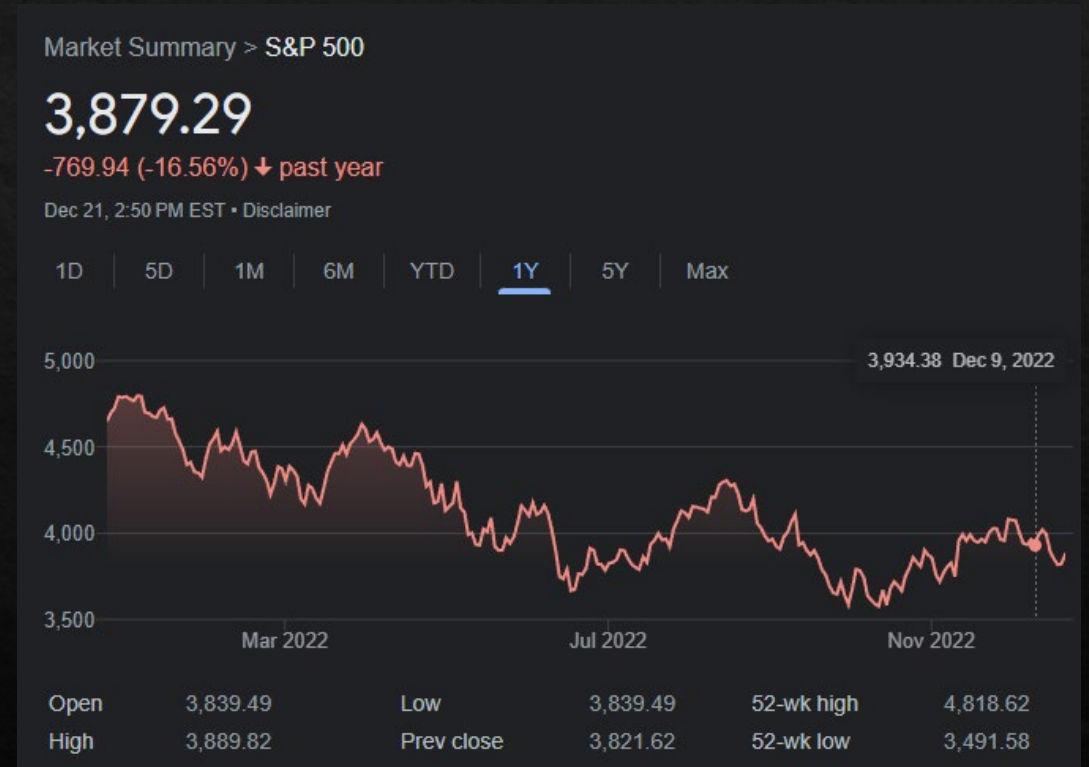 Market Summary > S&P 500
3,879.29
-769.94 (-16.56%) ↓ past year
Dec 21, 2:50 PM EST • Disclaimer
1D 5D 1M 6M YTD 1Y 5Y Max
3,934.38 Dec 9, 2022
5,000
4,500
4,000
3,500
Mar 2022 Jul 2022 Nov 2022
Open 3,839.49 Low 3,839.49 52-wk high 4,818.62
High 3,889.82 Prev close 3,821.62 52-wk low 3,491.58